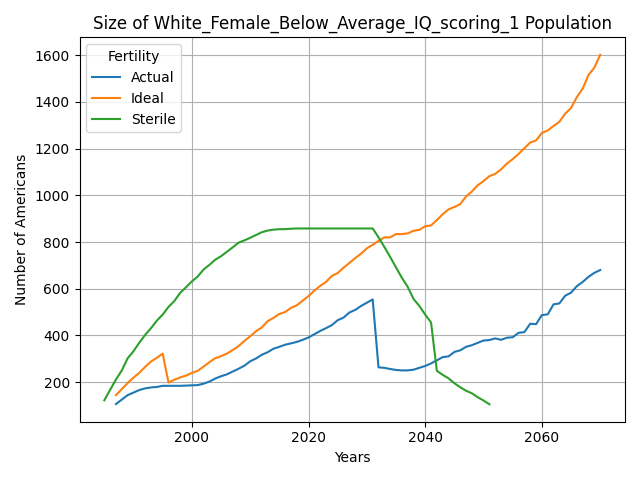 Size of White_Female_Below_Average_IQ_scoring_1 Population
Fertility
Actual
Ideal
Sterile
Number of Americans
1600
1400
1200
1000
800
600
400
200
2000 2020 2040 2060
Years